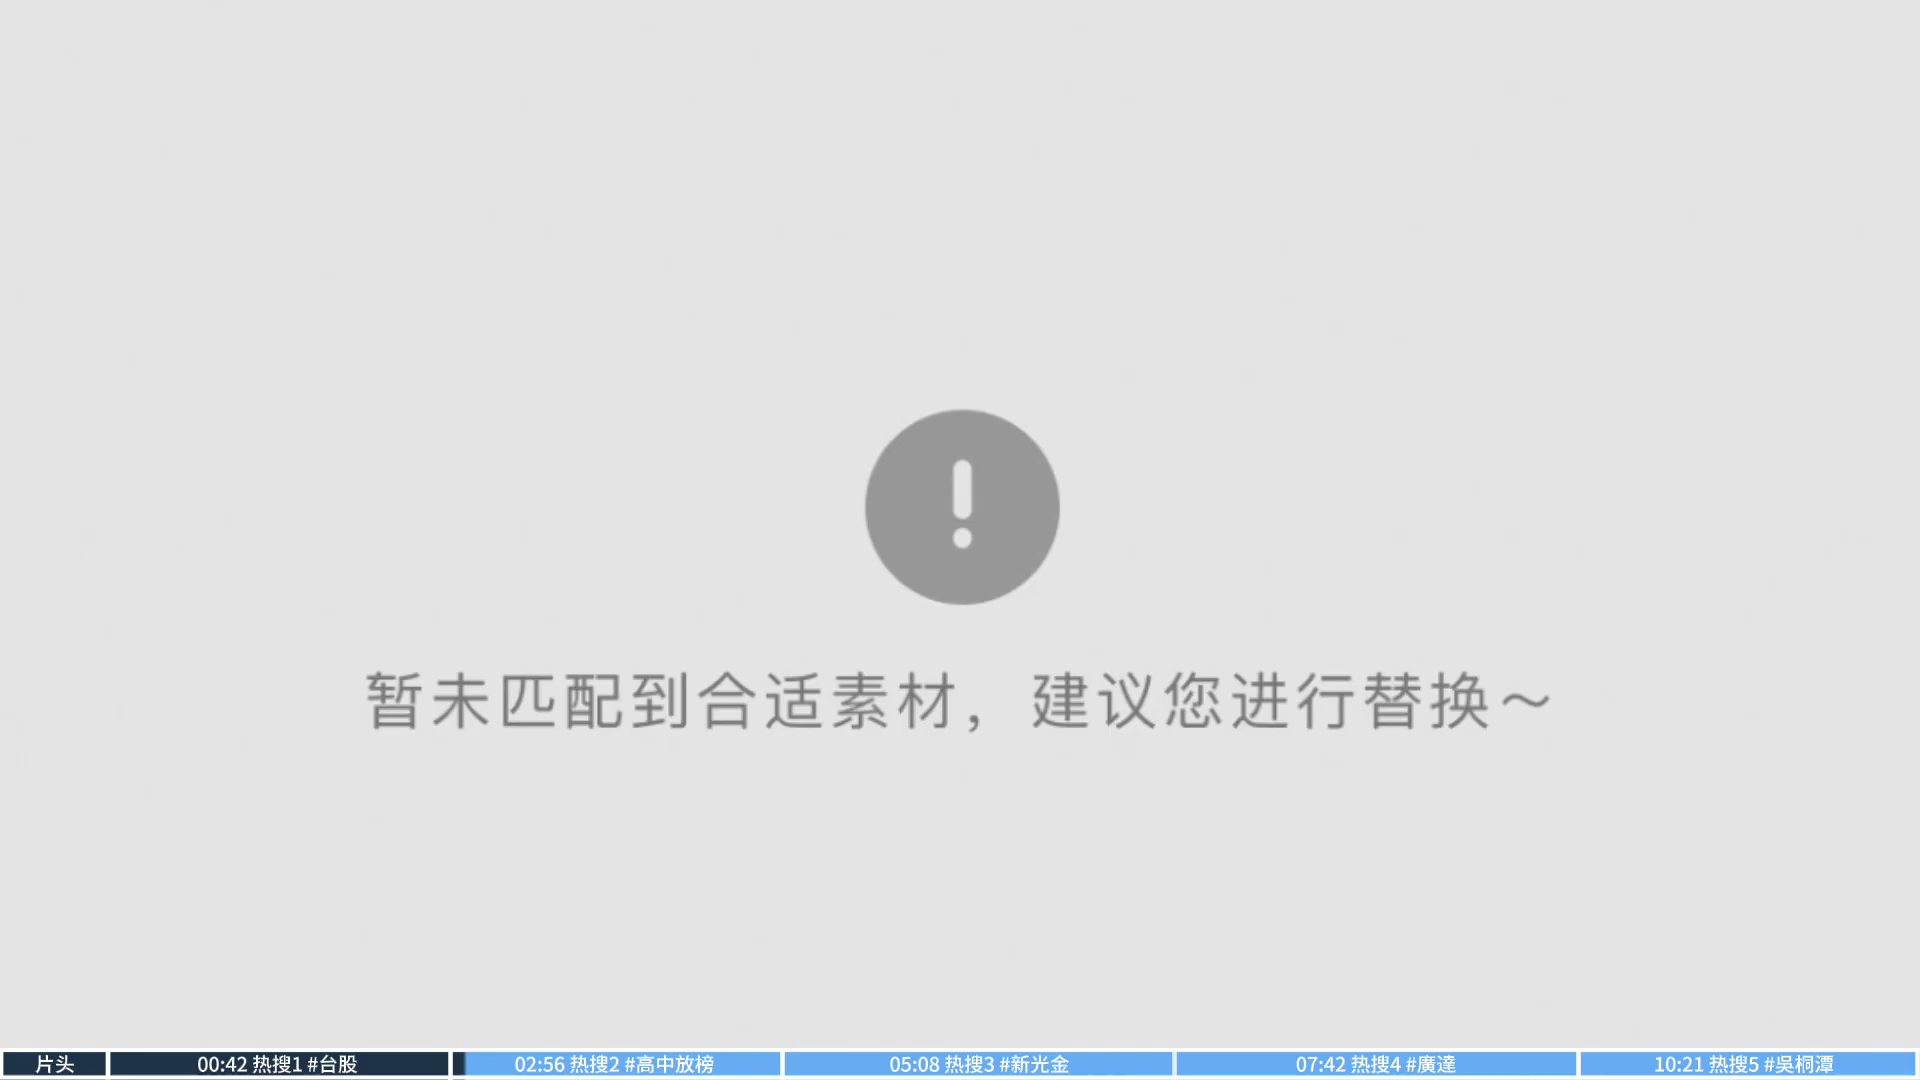 暂未匹配到合适素材，建议您进行替换～
片头
00:42 热搜1 #台股
02:56 热搜2 #高中放榜
05:08 热搜3 #新光金
07:42 热搜4 #廣達
10:21 热搜5 #吳桐潭